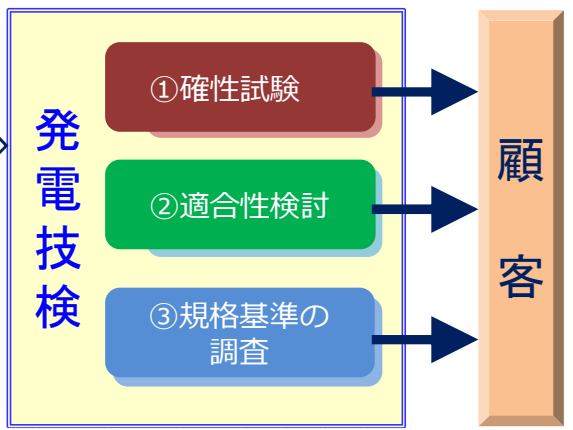 発電技検
①確性試験
②適合性検討
③規格基準の
調査
顧客